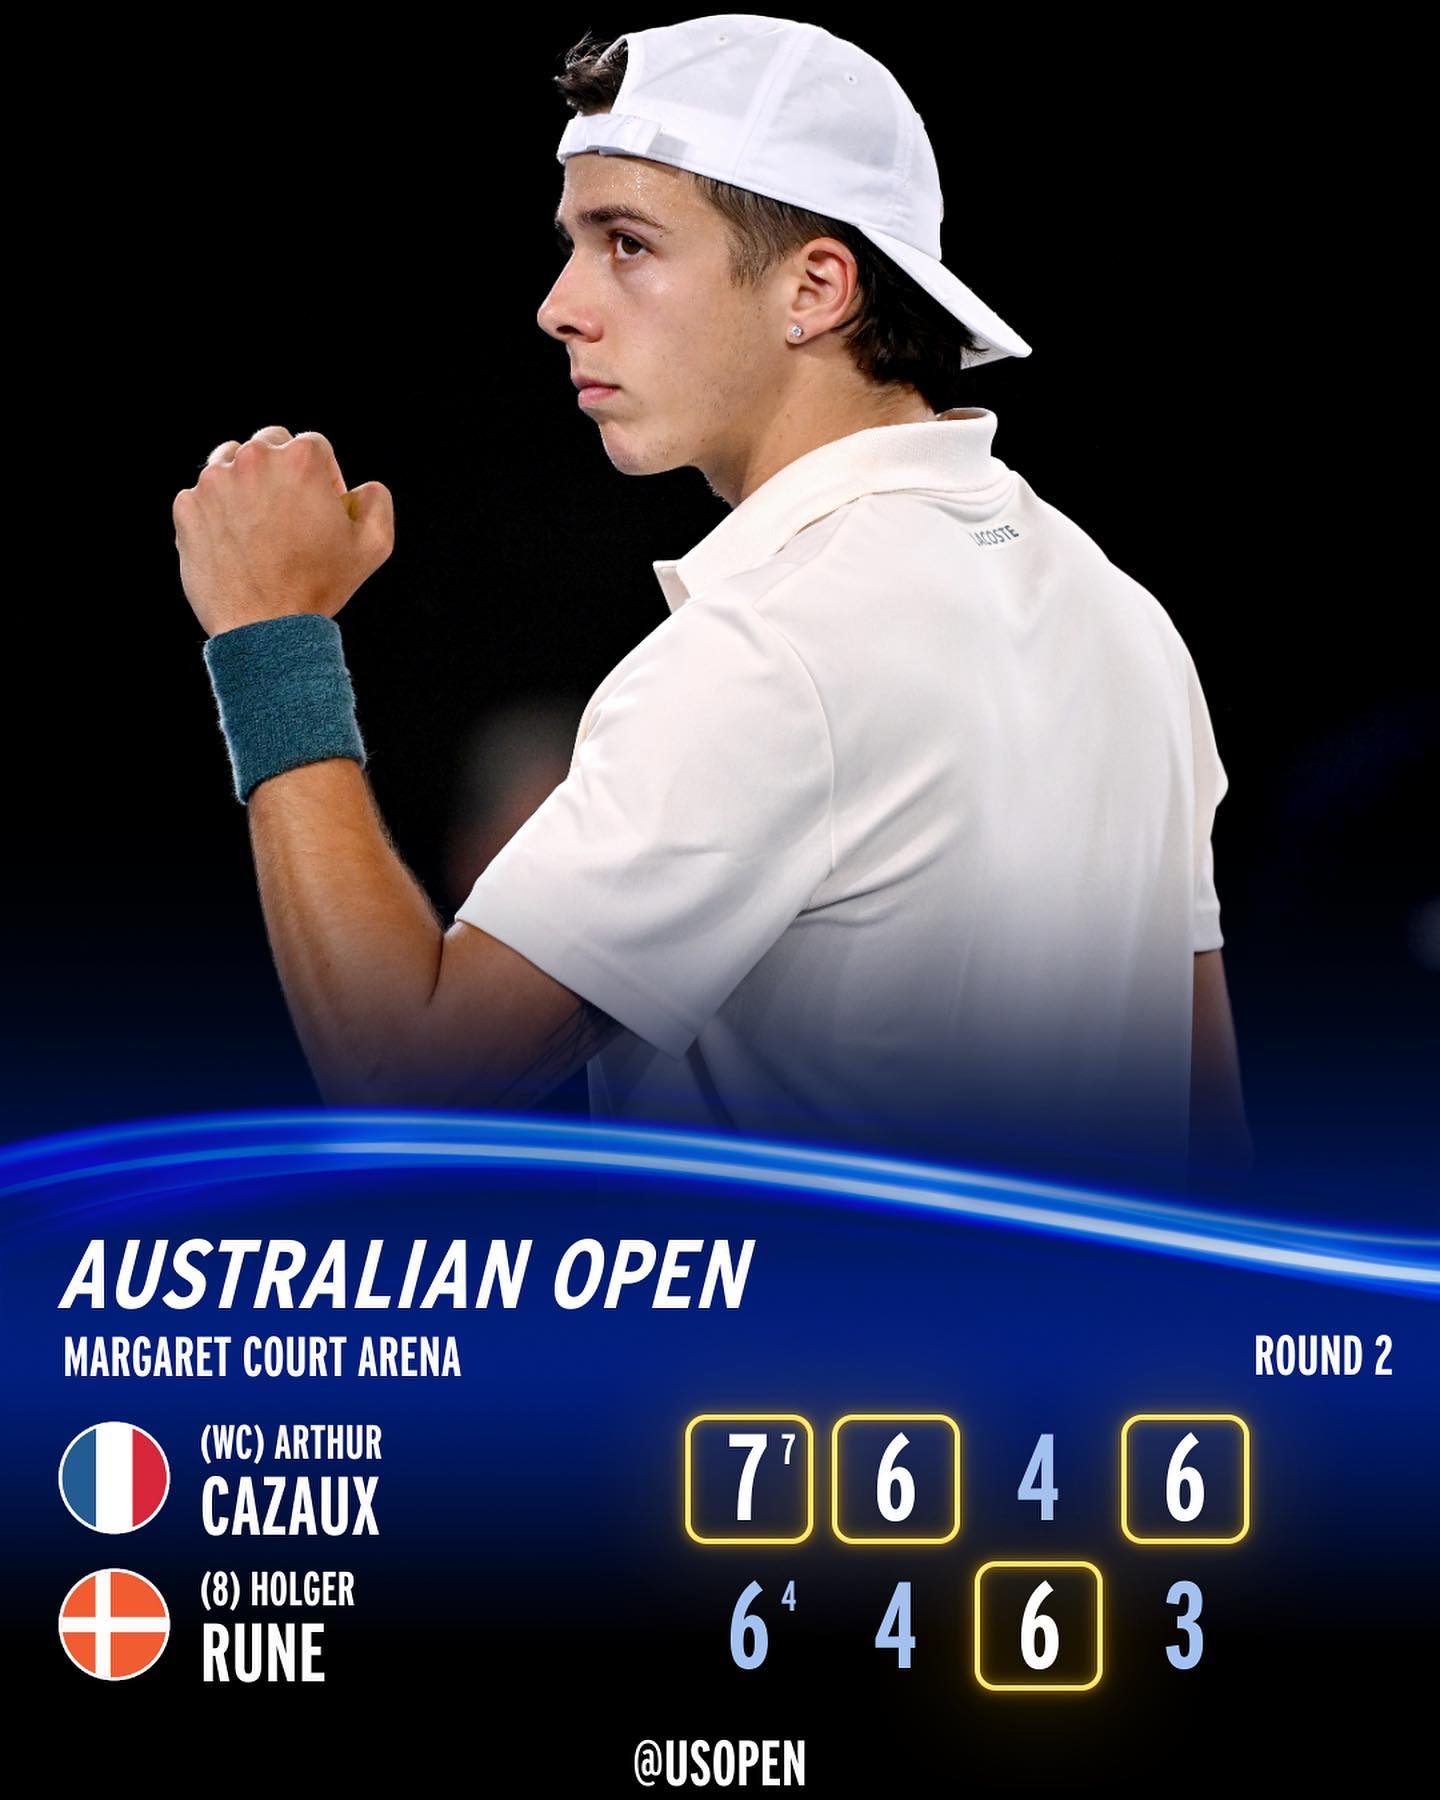 LACOSTE
AUSTRALIAN OPEN
MARGARET COURT ARENA
ROUND 2
(WC) ARTHUR
CAZAUX
7 7 6 4 6
(8) HOLGER
RUNE
6 4 4 6 3
@USOPEN